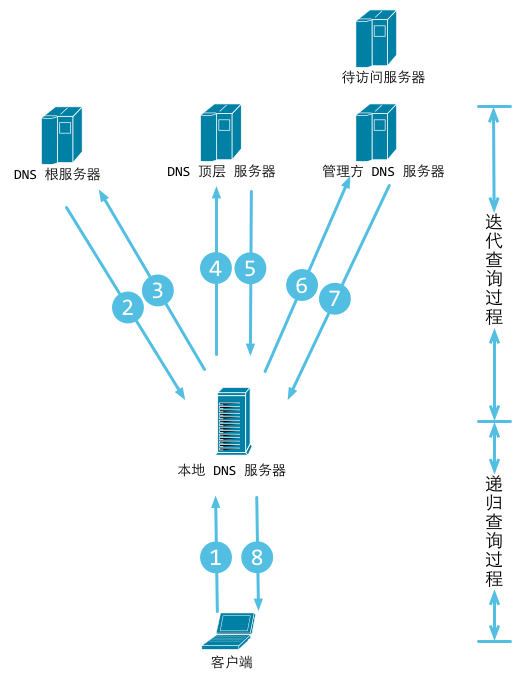 待访问服务器
DNS 根服务器
DNS 顶层 服务器
管理方 DNS 服务器
迭代查询过程
4
5
6
3
7
2
本地 DNS 服务器
递归查询过程
1
8
客户端